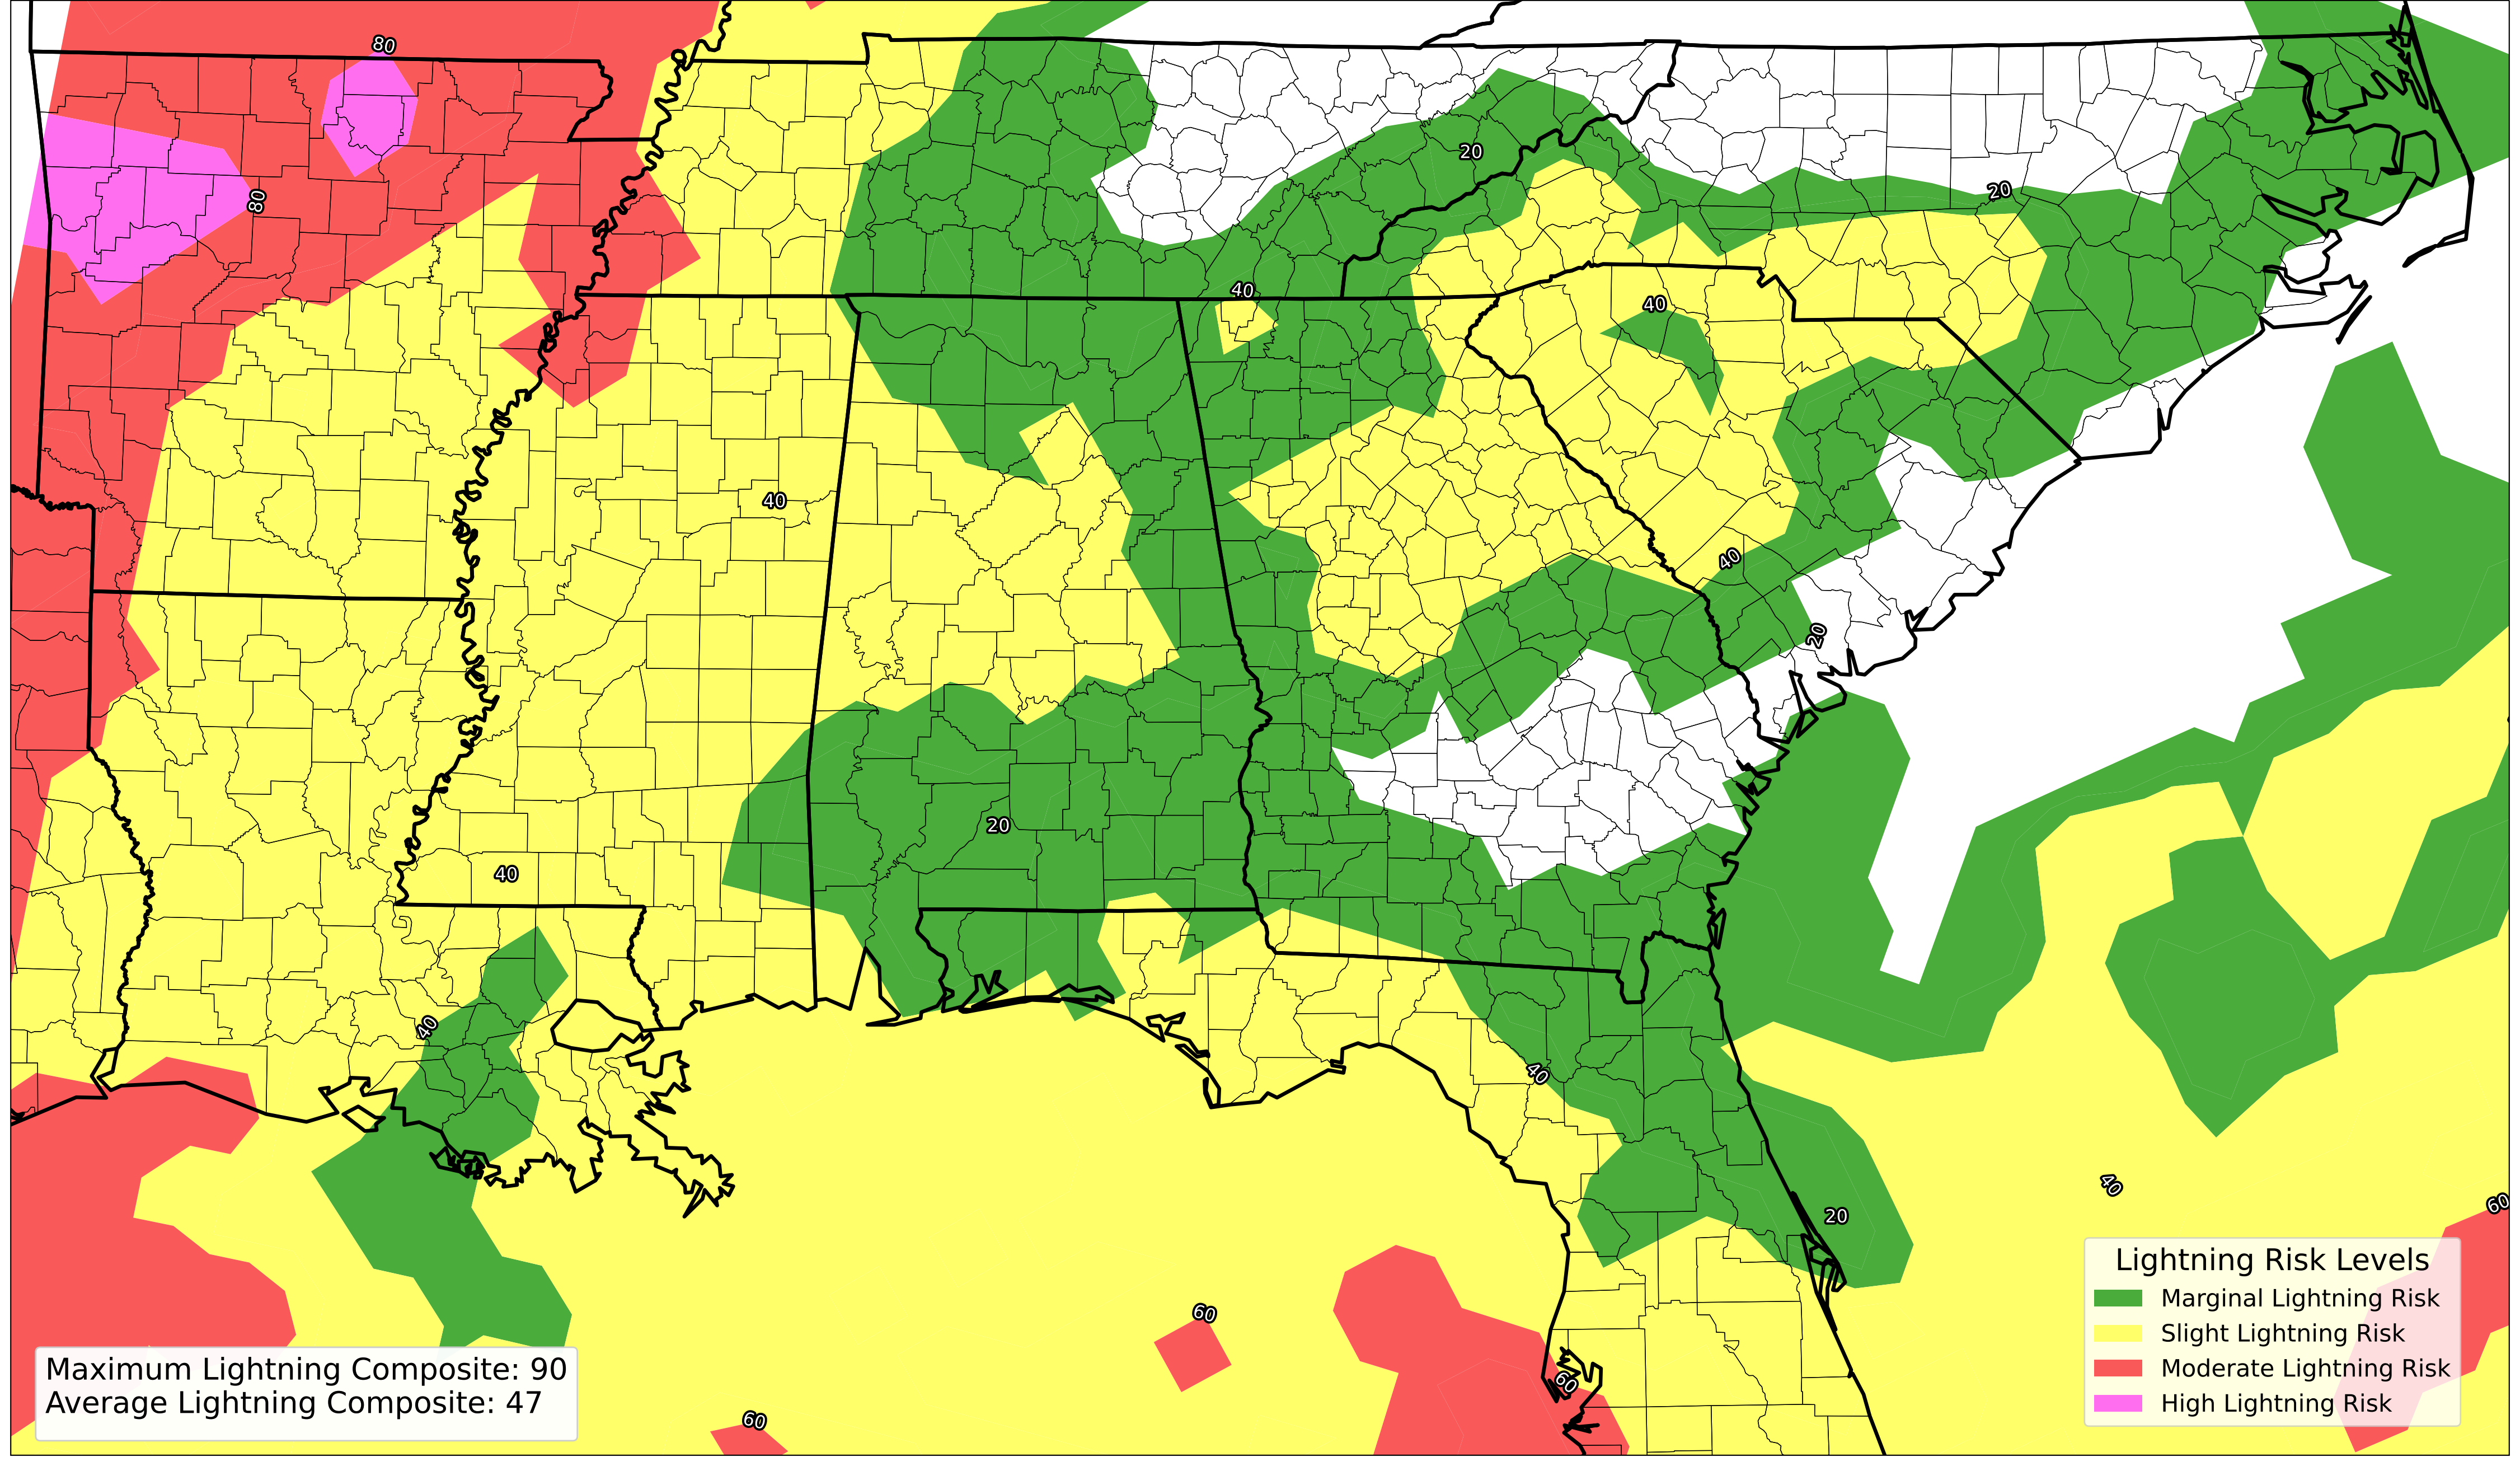 80
80
20
20
40
40
40
40
20
20
40
40
40
20
40
60
60
60
60
Maximum Lightning Composite: 90
Average Lightning Composite: 47
Lightning Risk Levels
Marginal Lightning Risk
Slight Lightning Risk
Moderate Lightning Risk
High Lightning Risk